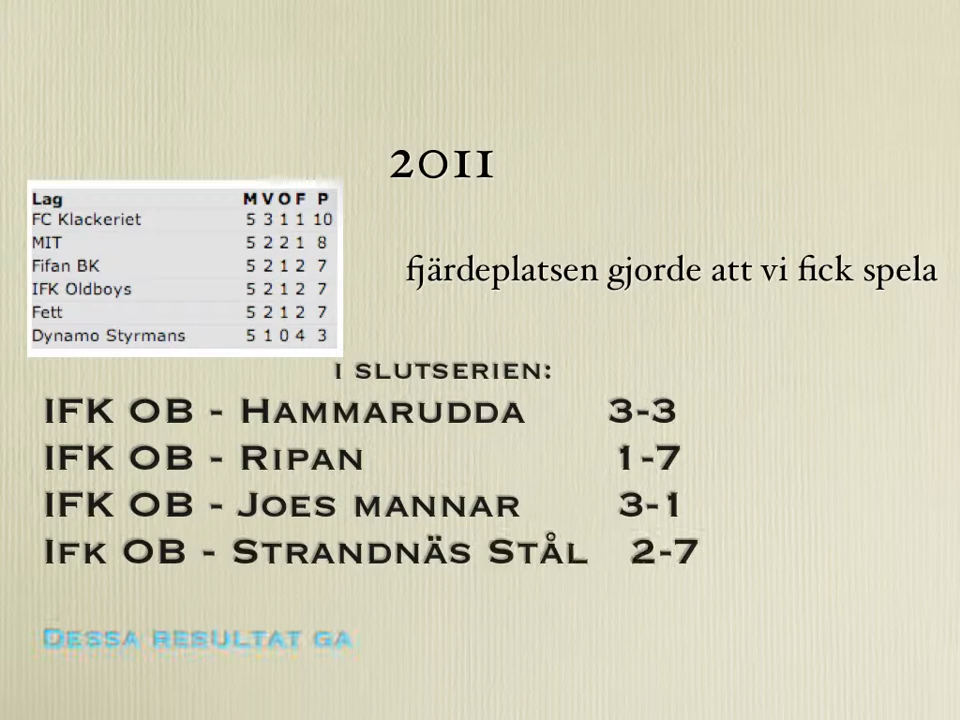 2011
Lag M V O F P
FC Klackeriet 5 3 1 1 10
MIT 5 2 2 1 8
Fifan BK 5 2 1 2 7
IFK Oldboys 5 2 1 2 7
Fett 5 2 1 2 7
Dynamo Styrmans 5 1 0 4 3
fjärdeplatsen gjorde att vi fick spela
i slutserien:
IFK OB - Hammarudda 3-3
IFK OB - Ripan 1-7
IFK OB - Joes mannar 3-1
Ifk OB - Strandnäs Stål 2-7
Dessa resultat ga